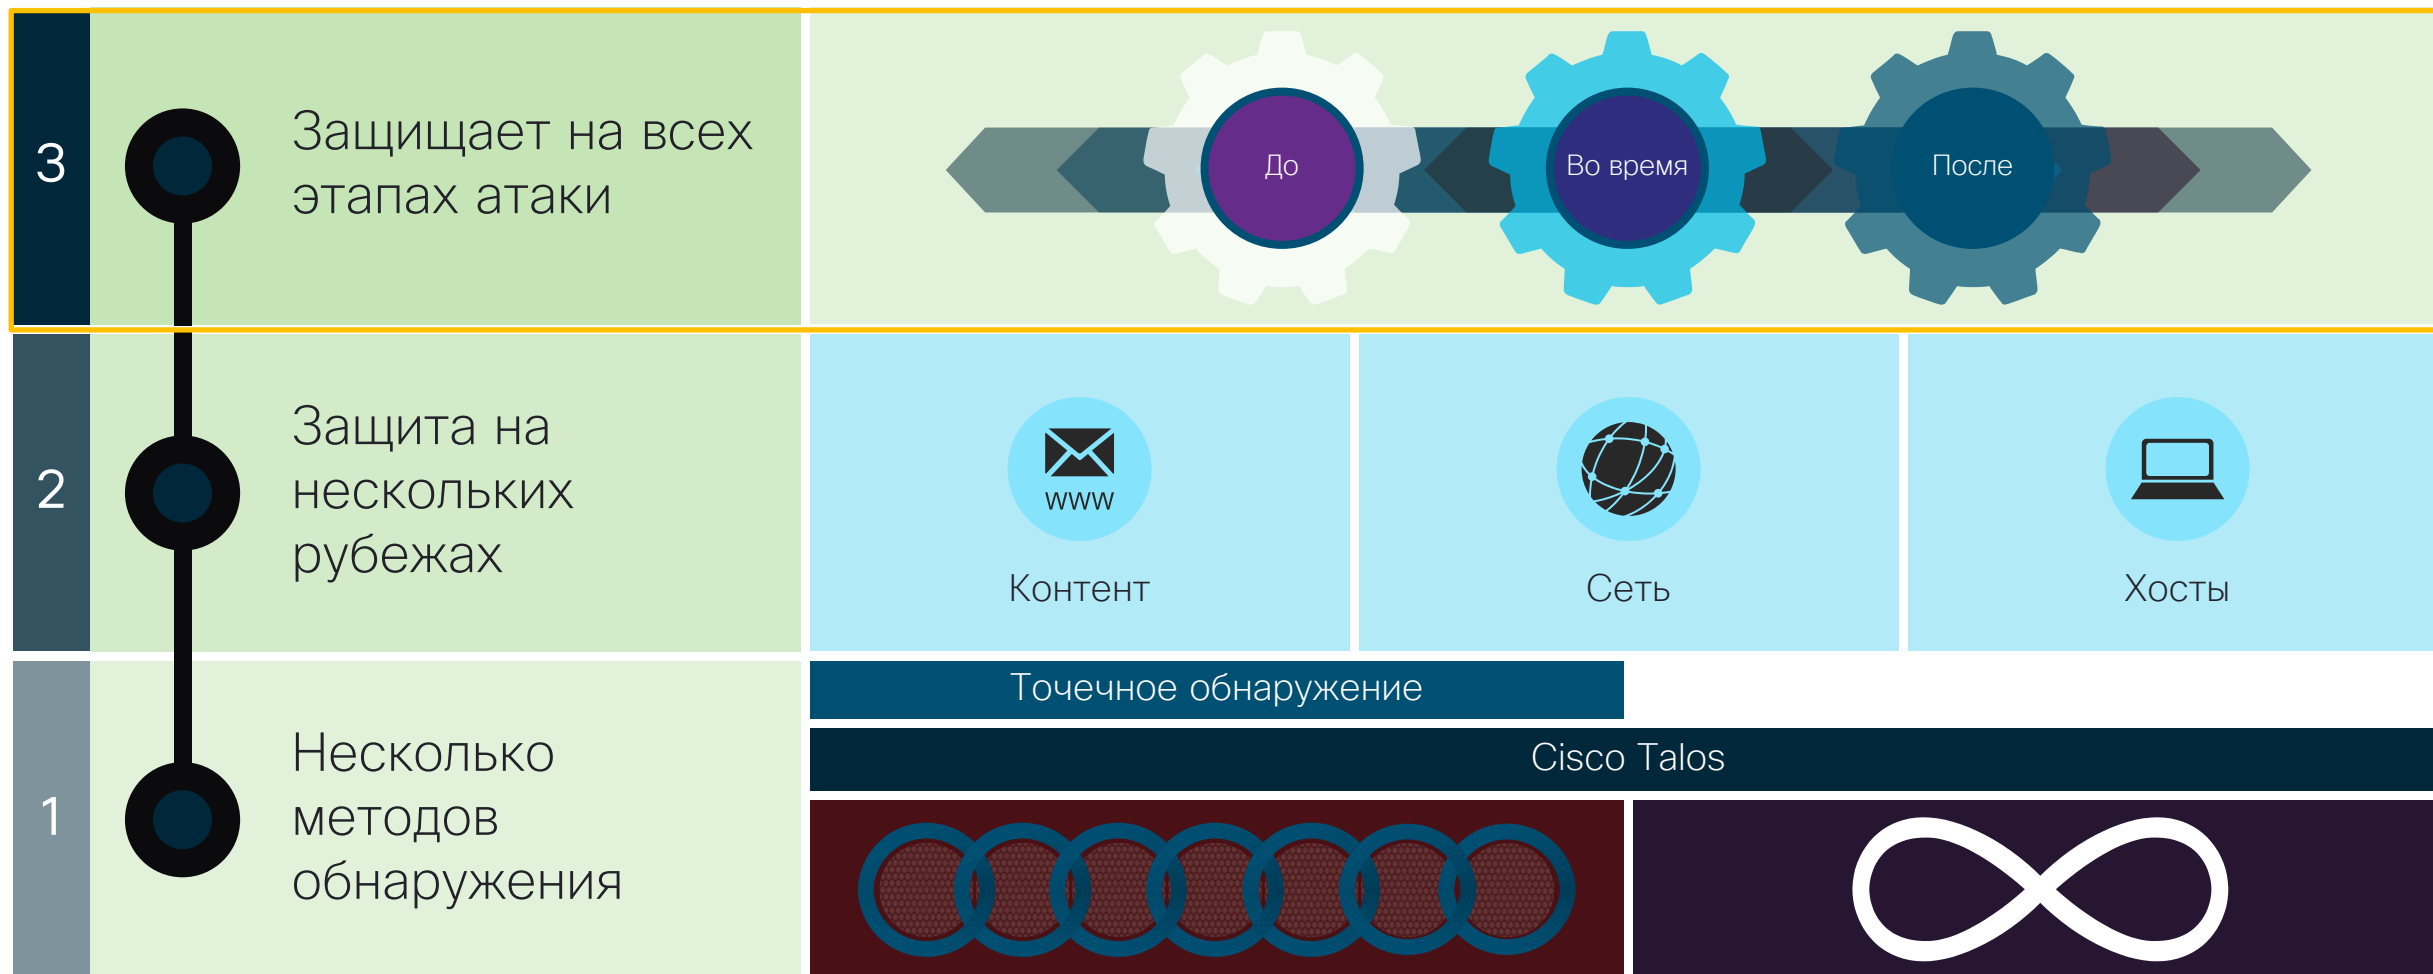 3
Защищает на всех
этапах атаки
До
Во время
После
2
Защита на
нескольких
рубежах
www
Контент
Сеть
Хосты
1
Несколько
методов
обнаружения
Точечное обнаружение
Cisco Talos